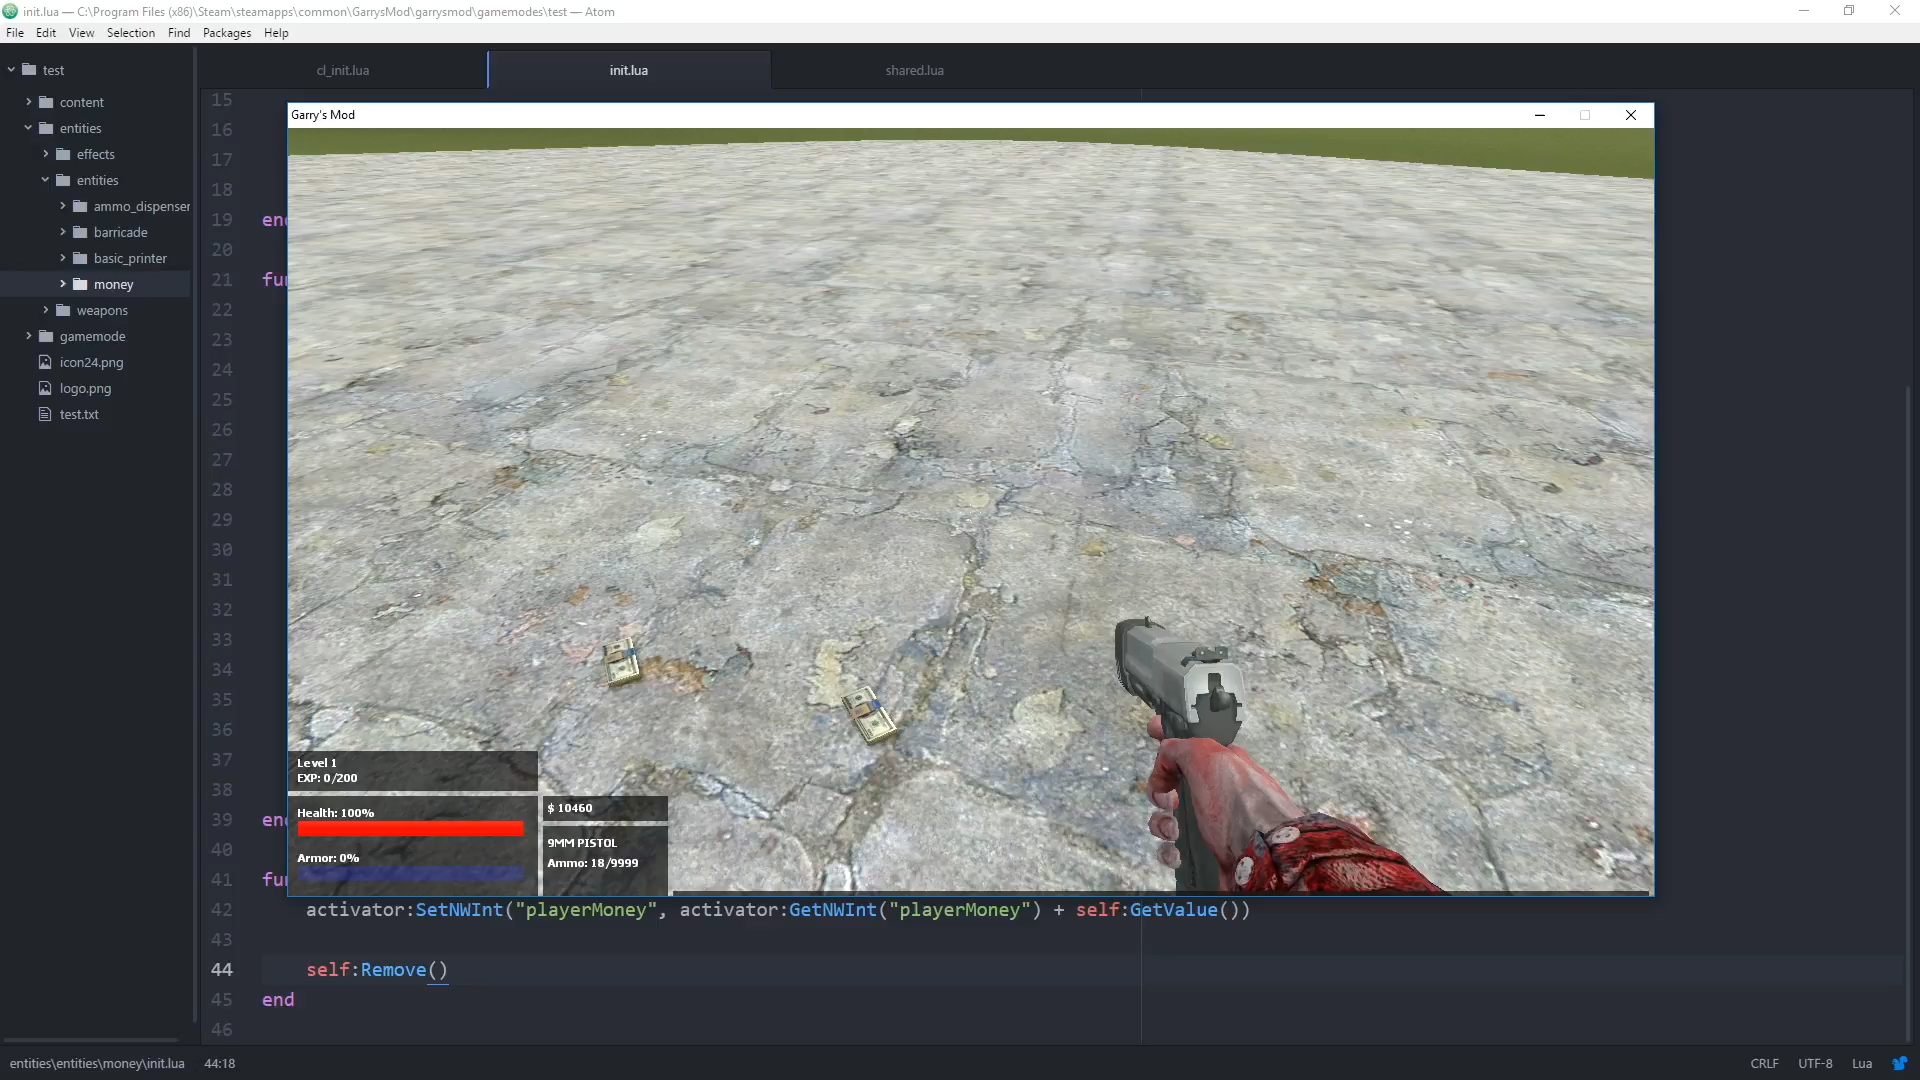 init.lua — C:\Program Files (x86)\Steam\steamapps\common\GarrysMod\garrysmod\gamemodes\test — Atom
File Edit View Selection Find Packages Help
test
content
entities
effects
entities
ammo_dispenser
barricade
basic_printer
money
weapons
gamemode
icon24.png
logo.png
test.txt
cl_init.lua init.lua shared.lua
Garry's Mod
15
16
17
18
19 end
20
21 fun
22
23
24
25
26
27
28
29
30
31
32
33
34
35
36
37
38
39 end
40
41 fun
Level 1
EXP: 0/200
Health: 100%
Armor: 0%
$ 10460
9MM PISTOL
Ammo: 18/9999
42 activator:SetNWInt("playerMoney", activator:GetNWInt("playerMoney") + self:GetValue())
43
44 self:Remove()
45 end
46
entities\entities\money\init.lua 44:18 CRLF UTF-8 Lua